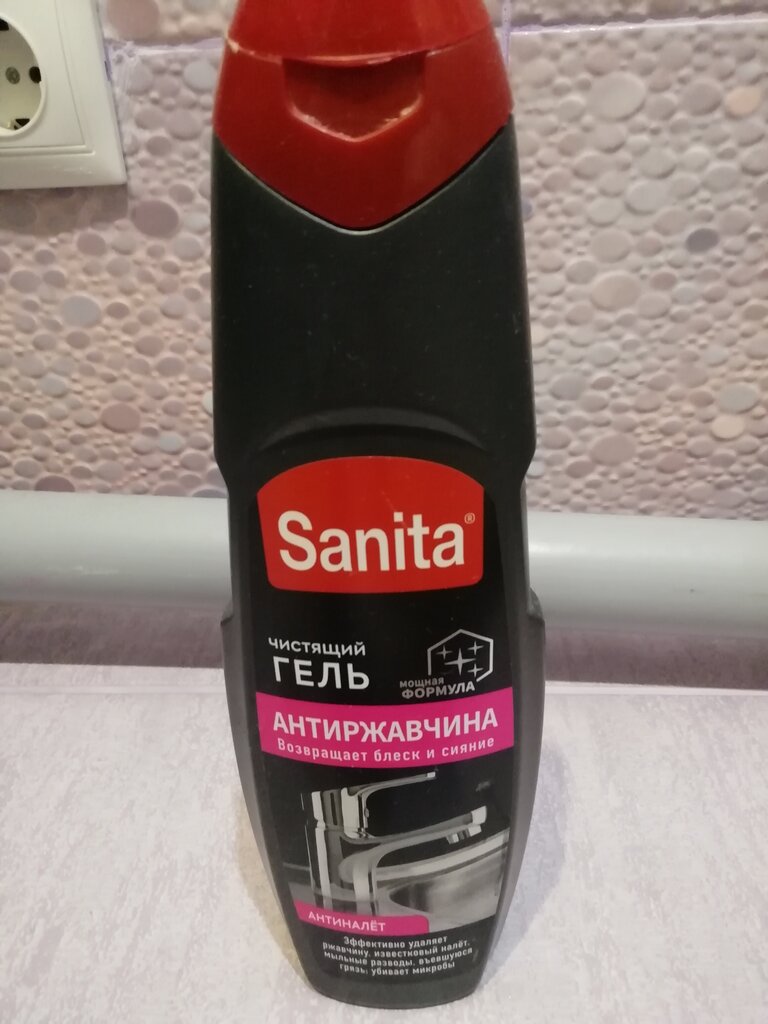 Sanita®
ЧИСТЯЩИЙ
ГЕЛЬ
МОЩНАЯ
ФОРМУЛА
АНТИРЖАВЧИНА
Возвращает блеск и сияние
АНТИНАЛЁТ
Эффективно удаляет
ржавчину, известковый налёт,
мыльные разводы, въевшуюся
грязь; убивает микробы